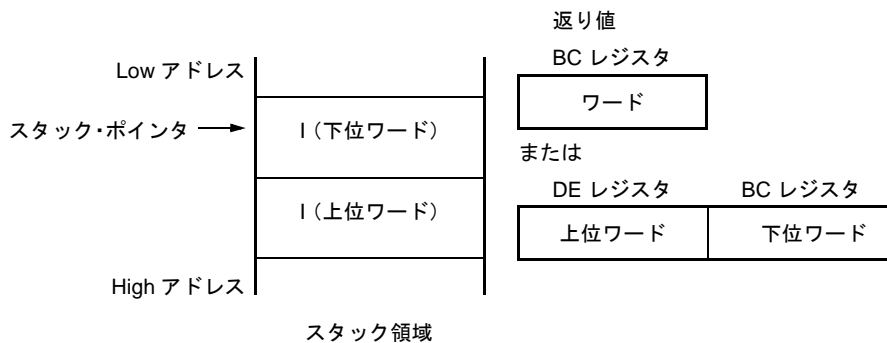 返り値
BC レジスタ
Low アドレス
ワード
スタック・ポインタ
I（下位ワード）
または
DE レジスタ
BC レジスタ
I（上位ワード）
上位ワード
下位ワード
High アドレス
スタック領域